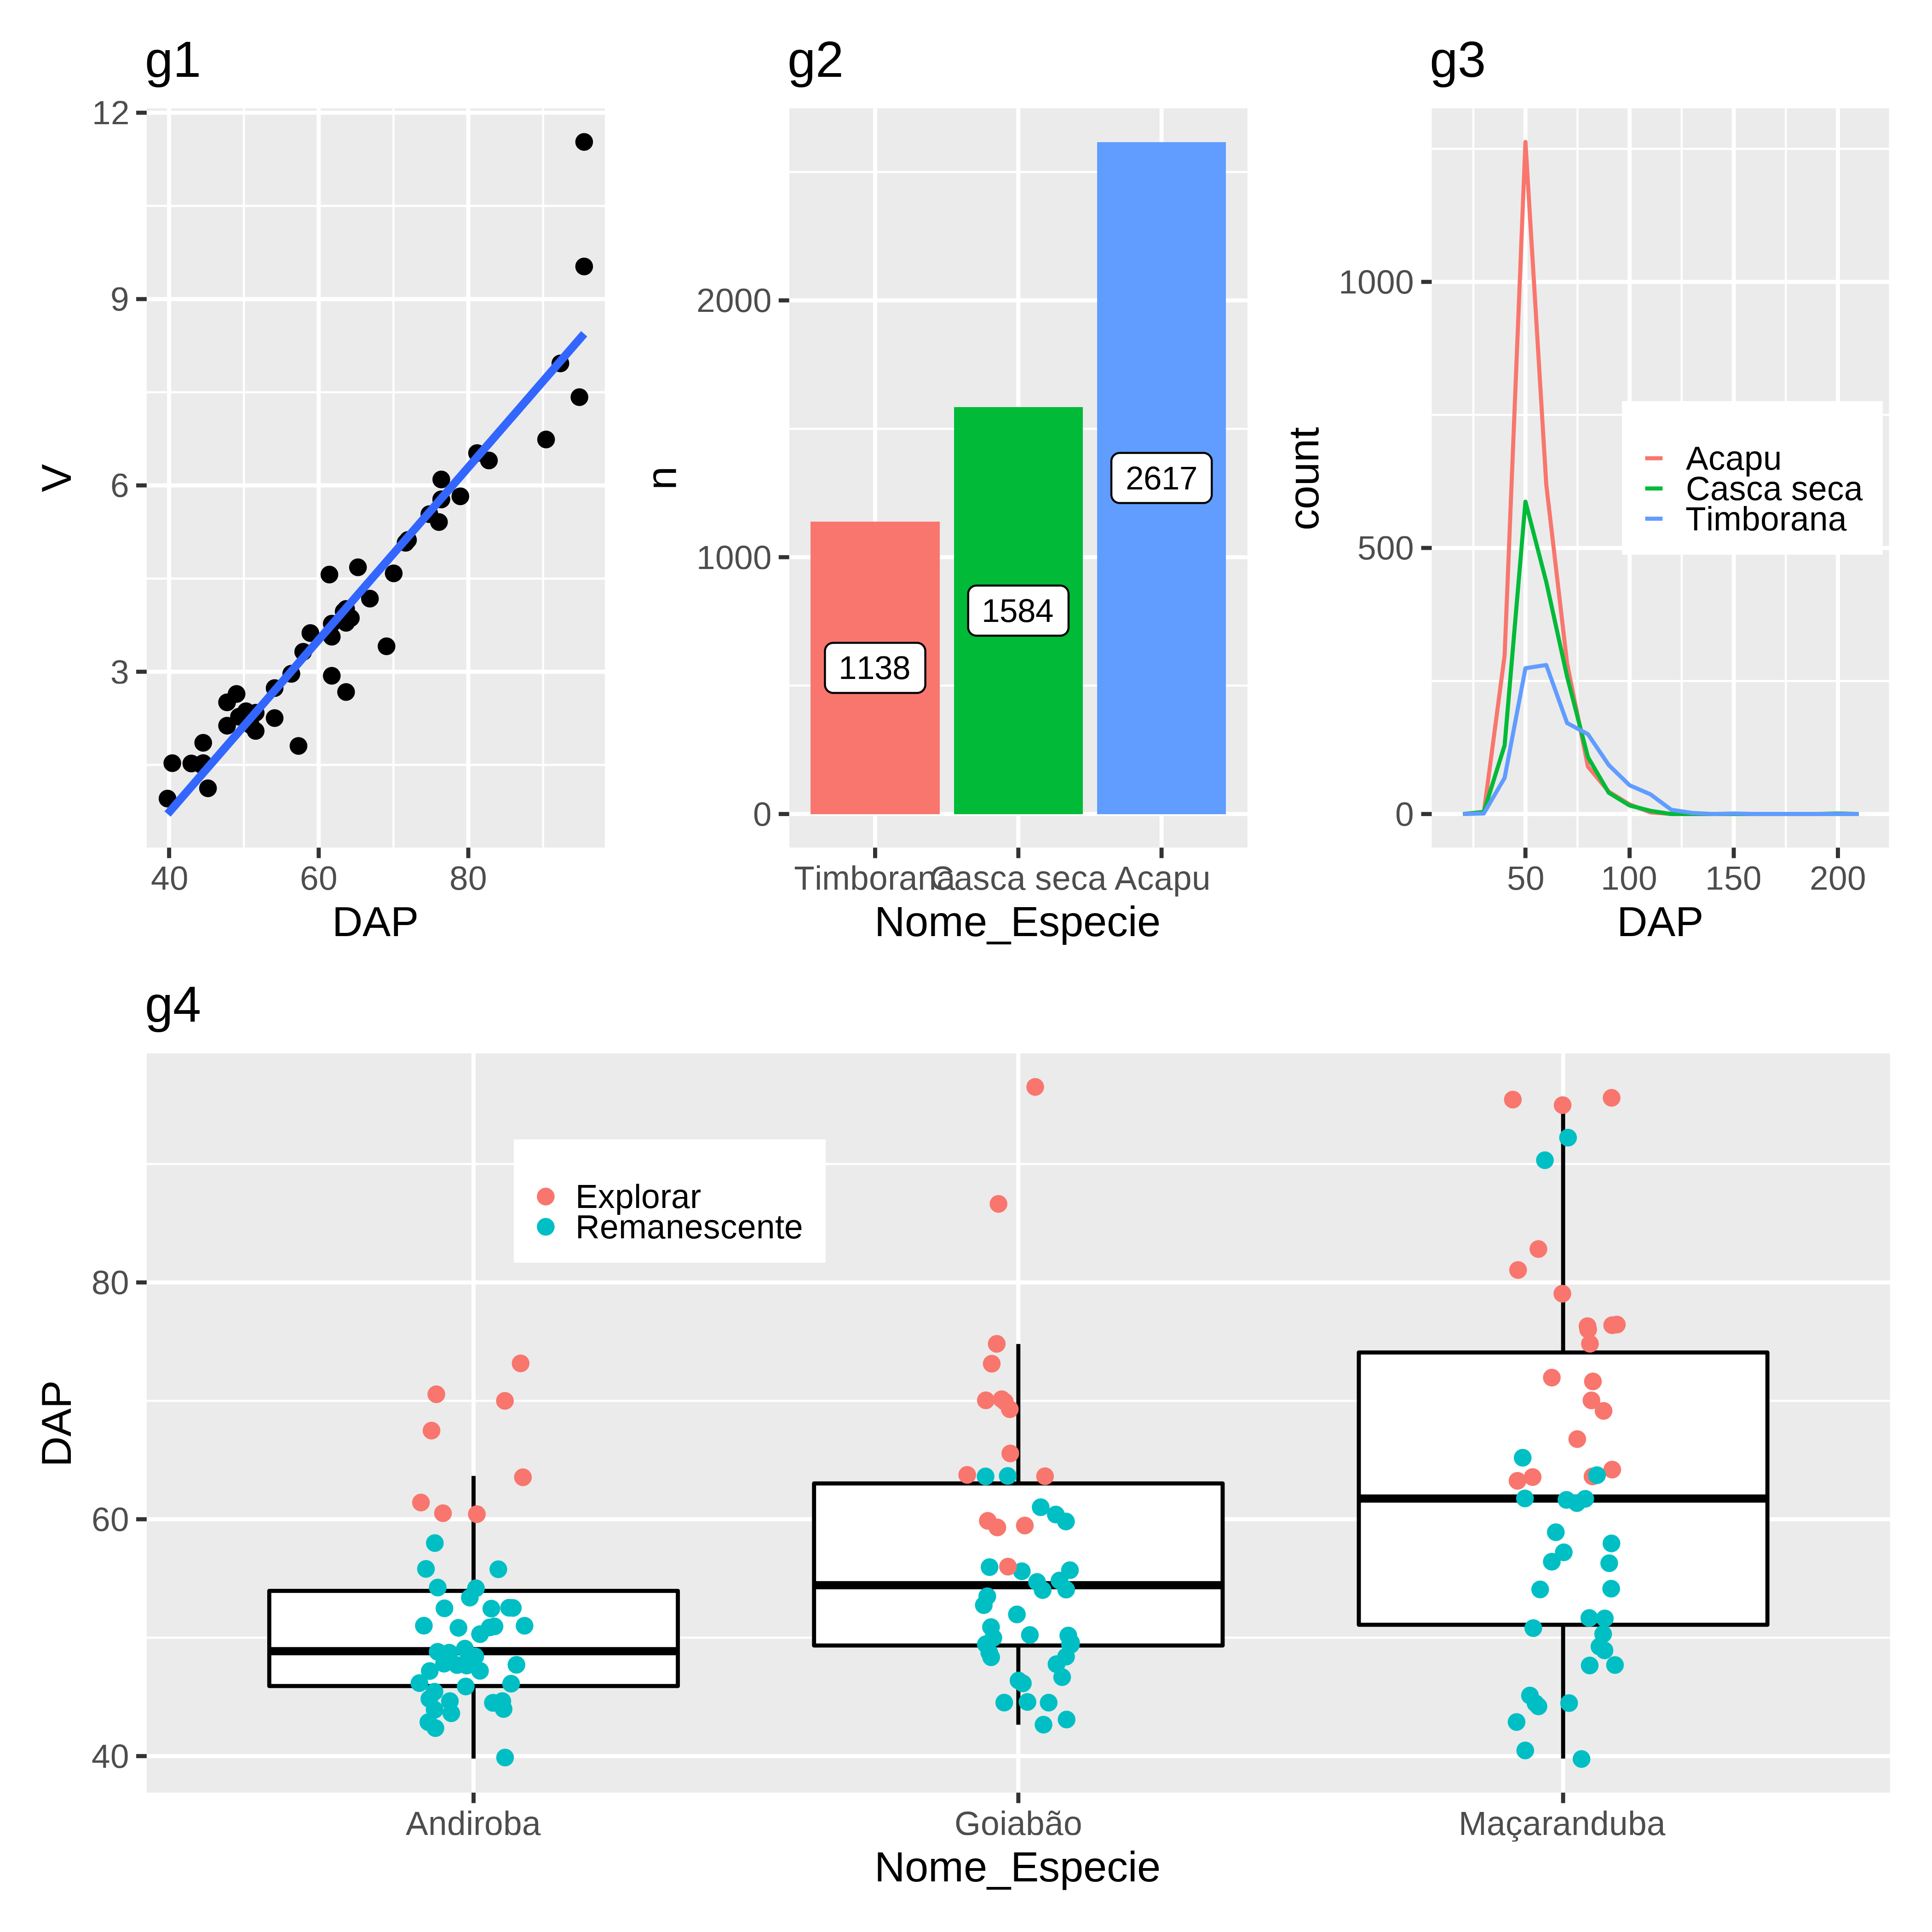 g1
12
9
6
3
V
40 60 80
DAP
g2
2000
1000
0
n
1138
1584
2617
Timborana Casca seca Acapu
Nome_Especie
g3
1000
500
0
count
Acapu
Casca seca
Timborana
50 100 150 200
DAP
g4
80
60
40
DAP
Explorar
Remanescente
Andiroba Goiabão Maçaranduba
Nome_Especie